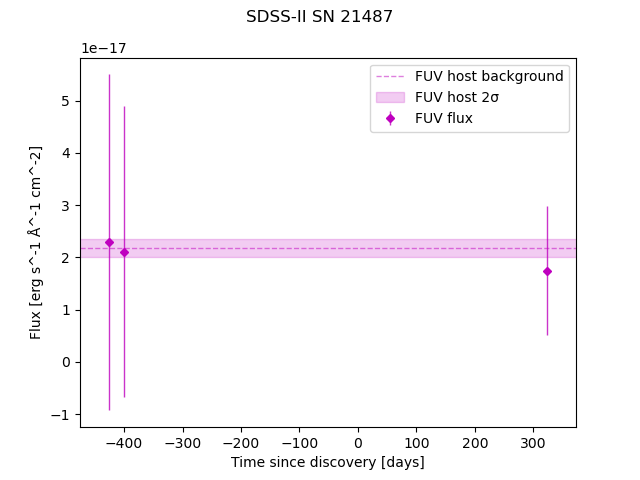 SDSS-II SN 21487
1e−17
FUV host background
FUV host 2σ
FUV flux
5
4
3
2
1
0
−1
Flux [erg s^-1 Å^-1 cm^-2]
−400 −300 −200 −100 0 100 200 300
Time since discovery [days]